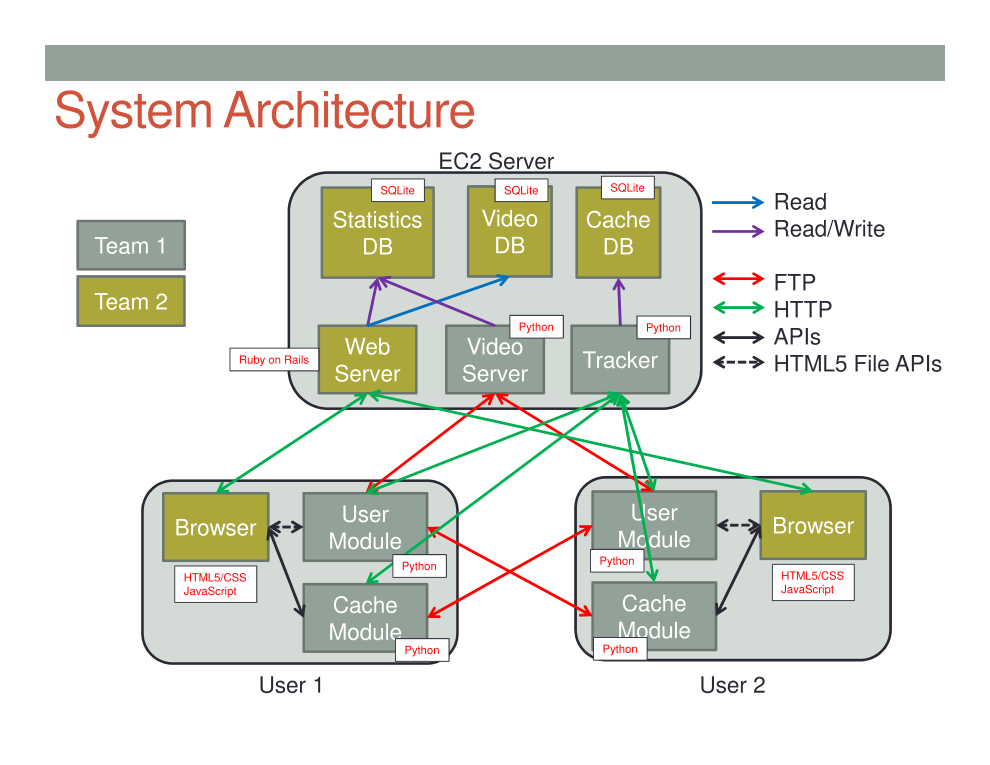 System Architecture
EC2 Server
SQLite
SQLite
SQLite
Statistics
DB
Video
DB
Cache
DB
Read
Read/Write
Team 1
Team 2
FTP
HTTP
APIs
HTML5 File APIs
Ruby on Rails
Web
Server
Python
Video
Server
Python
Tracker
Browser
HTML5/CSS
JavaScript
User
Module
Python
Cache
Module
Python
User 1
User
Module
Python
Cache
Module
Python
Browser
HTML5/CSS
JavaScript
User 2